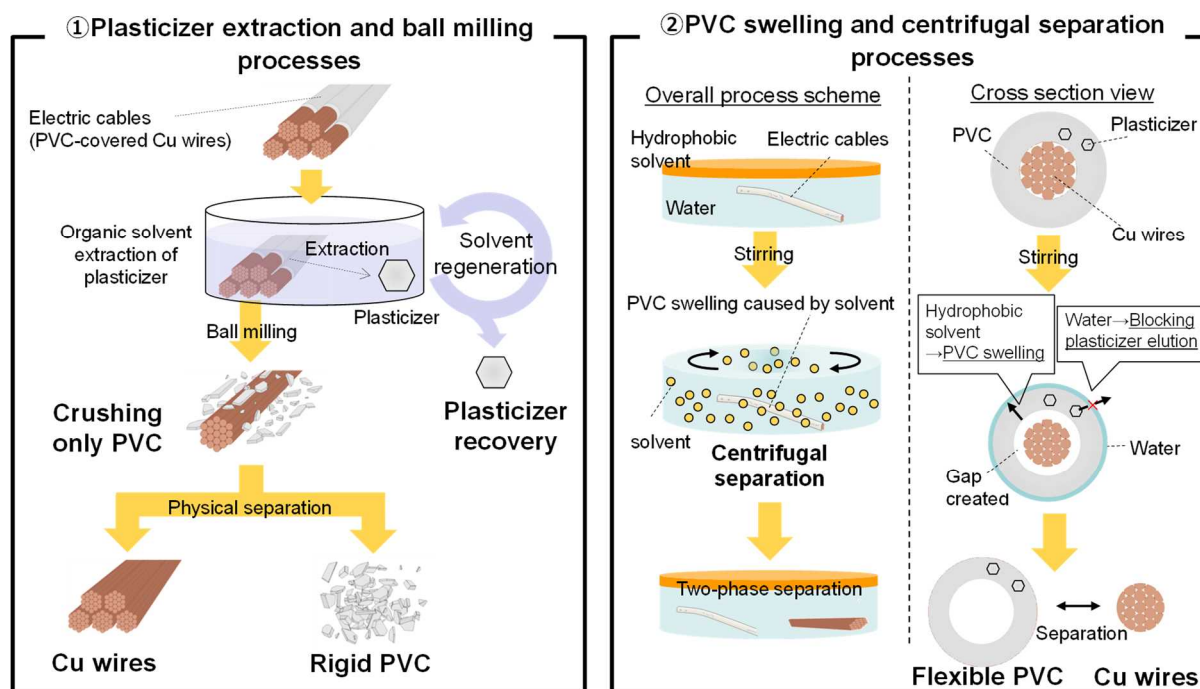 ①Plasticizer extraction and ball milling
processes
Electric cables
(PVC-covered Cu wires)
Organic solvent
extraction of
plasticizer
Extraction
Solvent
regeneration
Plasticizer
Ball milling
Crushing
only PVC
Plasticizer
recovery
Physical separation
Cu wires
Rigid PVC
②PVC swelling and centrifugal separation
processes
Overall process scheme
Hydrophobic
solvent
Electric cables
Water
Stirring
PVC swelling caused by solvent
solvent
Centrifugal
separation
Two-phase separation
Cross section view
PVC
Plasticizer
Cu wires
Stirring
Hydrophobic
solvent
→PVC swelling
Water→Blocking
plasticizer elution
Gap
created
Water
Separation
Flexible PVC
Cu wires